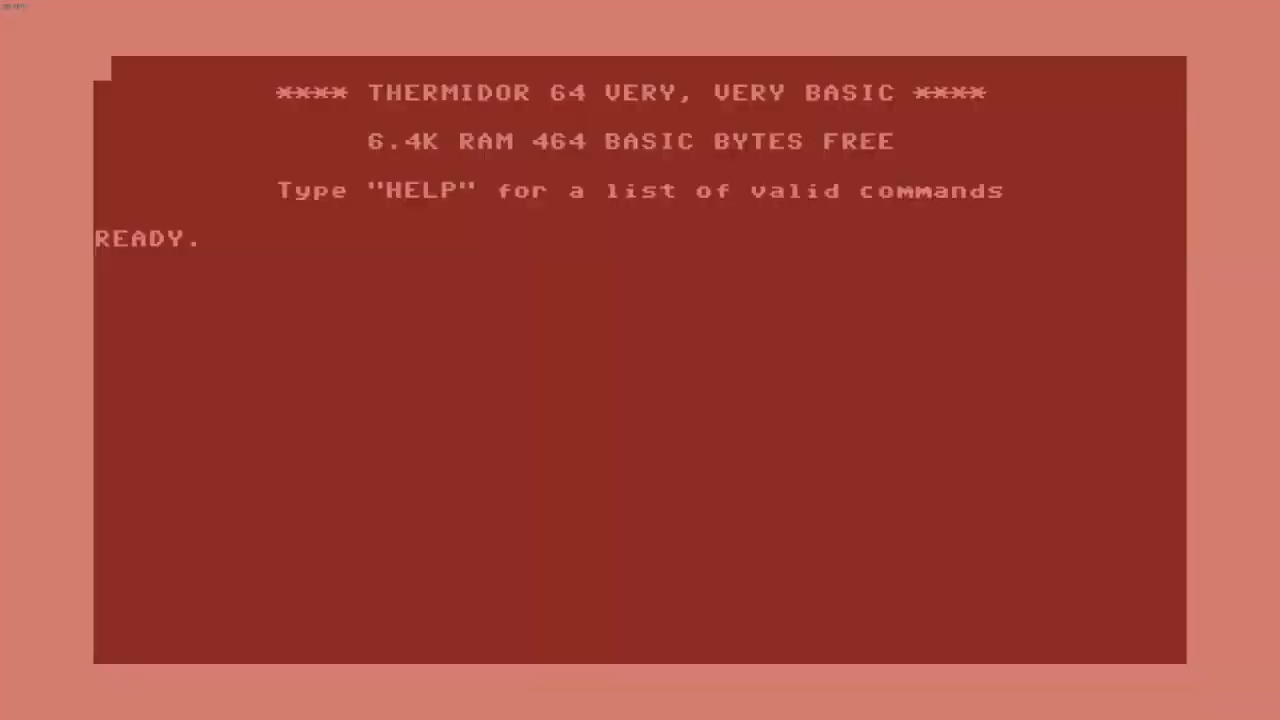 **** THERMIDOR 64 VERY, VERY BASIC ****
6.4K RAM 464 BASIC BYTES FREE
Type "HELP" for a list of valid commands
READY.